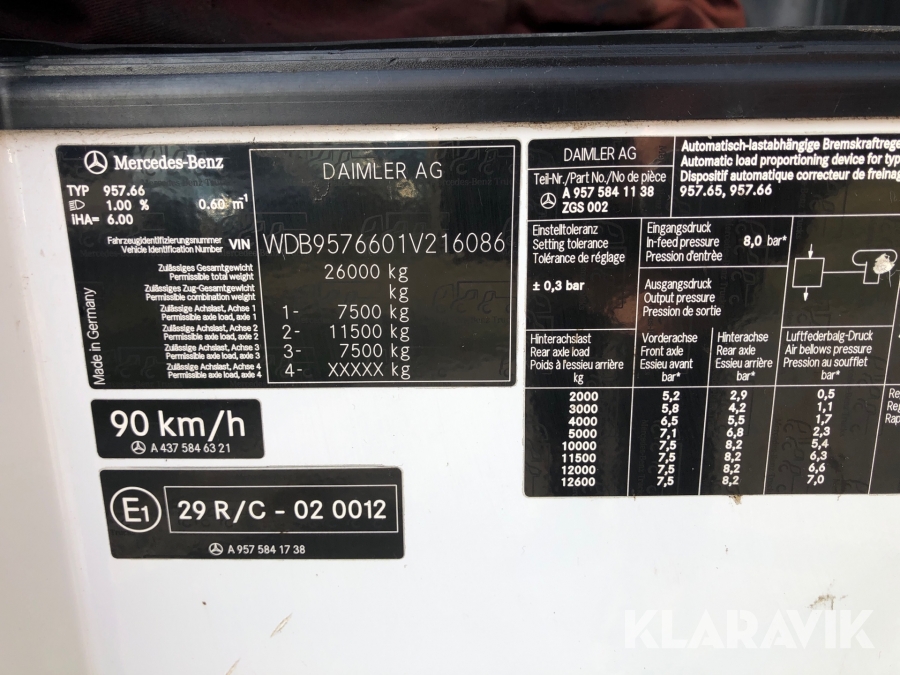 Mercedes-Benz
TYP 957.66
1.00 % 0.60 m-1
iHA= 6.00
Made in Germany
DAIMLER AG
Fahrzeugidentifizierungsnummer
Vehicle Identification Number VIN WDB9576601V216086
Zulässiges Gesamtgewicht
Permissible total weight 26000 kg
Zulässiges Zug-Gesamtgewicht
Permissible combination weight kg
Zulässige Achslast, Achse 1
Permissible axle load, axle 1 1- 7500 kg
Zulässige Achslast, Achse 2
Permissible axle load, axle 2 2- 11500 kg
Zulässige Achslast, Achse 3
Permissible axle load, axle 3 3- 7500 kg
Zulässige Achslast, Achse 4
Permissible axle load, axle 4 4- XXXXX kg
90 km/h
A 437 584 63 21
E1 29 R/C - 02 0012
A 957 584 17 38
DAIMLER AG
Teil-Nr./Part No./No de pièce
A 957 584 11 38
ZGS 002
Automatisch-lastabhängige Bremskraftrege
Automatic load proportioning device for typ
Dispositif automatique correcteur de freinag
957.65, 957.66
Einstelltoleranz
Setting tolerance
Tolérance de réglage
± 0,3 bar
Eingangsdruck
In-feed pressure 8,0 bar*
Pression d'entrée
Ausgangsdruck
Output pressure
Pression de sortie
Hinterachslast
Rear axle load
Poids à l'essieu arrière
kg
Vorderachse
Front axle
Essieu avant
bar*
Hinterachse
Rear axle
Essieu arrière
bar*
Luftfederbalg-Druck
Air bellows pressure
Pression au soufflet
bar*
2000 5,2 2,9 0,5
3000 5,8 4,2 1,1
4000 6,5 5,5 1,7
5000 7,1 6,8 2,3
10000 7,5 8,2 5,4
11500 7,5 8,2 6,3
12000 7,5 8,2 6,6
12600 7,5 8,2 7,0
Re
Reg
Rap
KLARAVIK